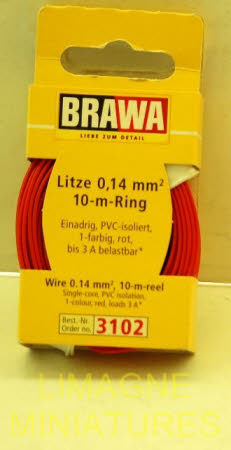 BRAWA
LIEBE ZUM DETAIL
Litze 0,14 mm²
10-m-Ring
Einadrig, PVC-isoliert,
1-farbig, rot,
bis 3 A belastbar*
Wire 0.14 mm², 10-m-reel
Single-core, PVC isolation,
1-colour, red, loads 3 A*
Best.-Nr.
Order no.
3102
LIMAGNE
MINIATURES